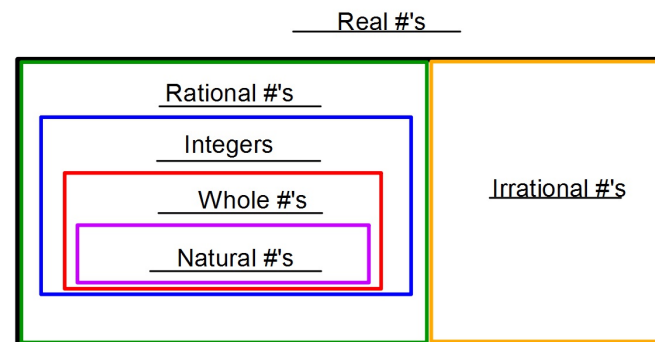 Real #'s
Rational #'s
Integers
Whole #'s
Irrational #'s
Natural #'s